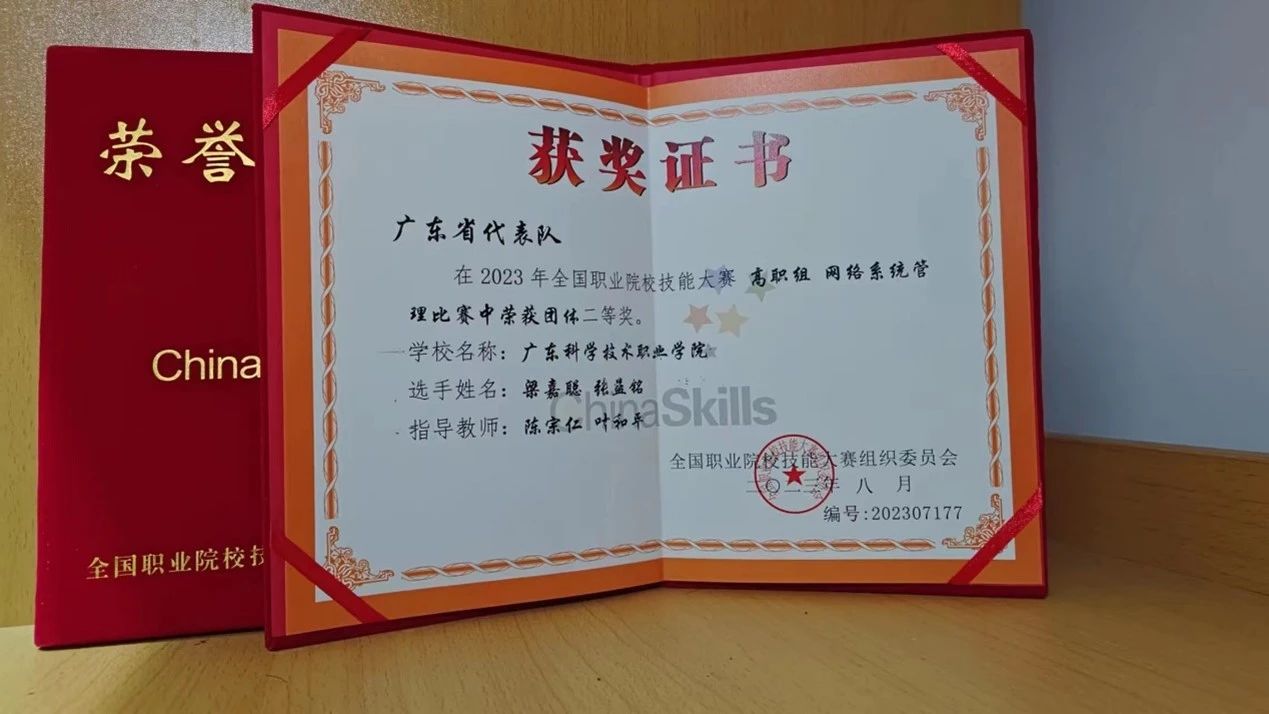 荣誉
China
全国职业院校技
获奖证书
广东省代表队
在 2023 年全国职业院校技能大赛 高职组 网络系统管
理比赛中荣获团体二等奖。
学校名称：广东科学技术职业学院
选手姓名：梁嘉聪 张益铭
指导教师：陈宗仁 叶和平
ChinaSkills
全国职业院校技能大赛组织委员会
二〇二三年 八 月
编号:202307177